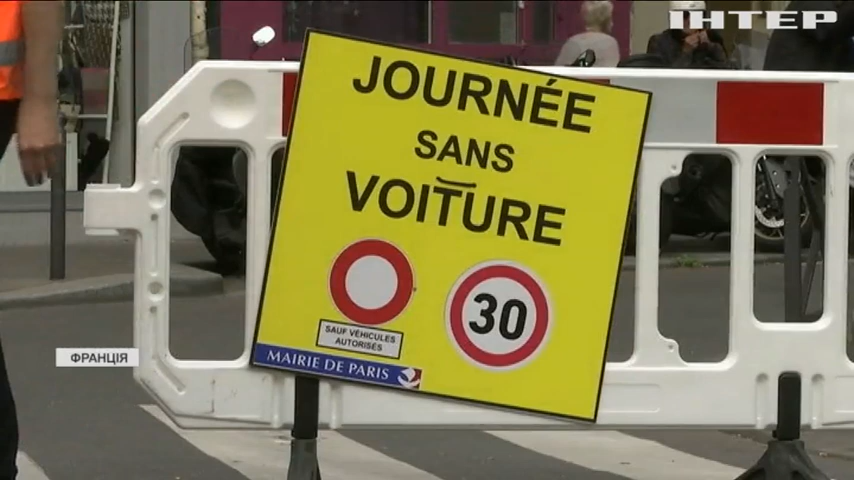 ІНТЕР
JOURNÉE
SANS
VOITURE
30
SAUF VÉHICULES
AUTORISÉS
MAIRIE DE PARIS
ФРАНЦІЯ